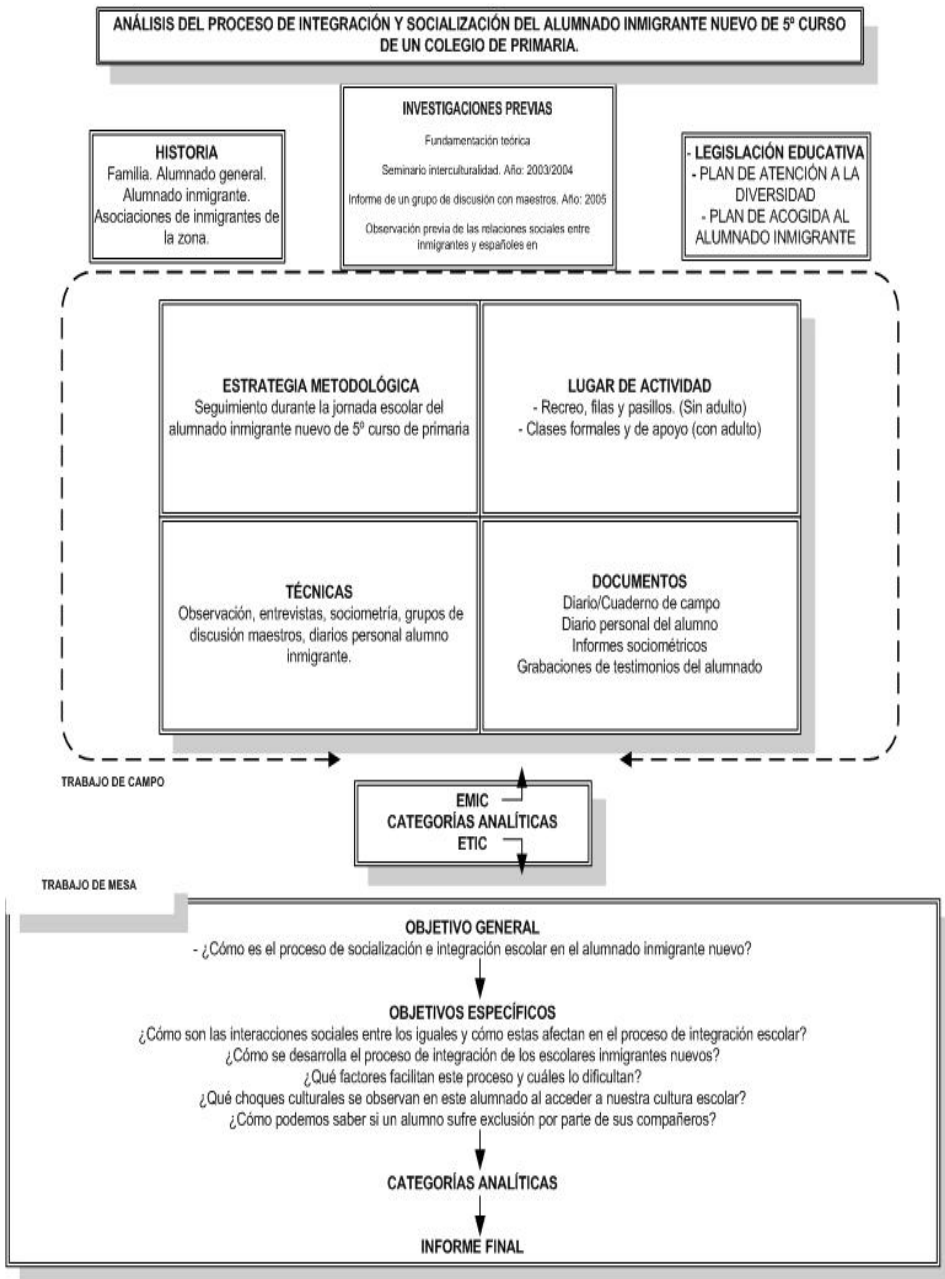 ANÁLISIS DEL PROCESO DE INTEGRACIÓN Y SOCIALIZACIÓN DEL ALUMNADO INMIGRANTE NUEVO DE 5º CURSO
DE UN COLEGIO DE PRIMARIA.
HISTORIA
Familia. Alumnado general.
Alumnado inmigrante.
Asociaciones de inmigrantes de
la zona.
INVESTIGACIONES PREVIAS
Fundamentación teórica
Seminario interculturalidad. Año: 2003/2004
Informe de un grupo de discusión con maestros. Año: 2005
Observación previa de las relaciones sociales entre
inmigrantes y españoles en
- LEGISLACIÓN EDUCATIVA
- PLAN DE ATENCIÓN A LA
DIVERSIDAD
- PLAN DE ACOGIDA AL
ALUMNADO INMIGRANTE
ESTRATEGIA METODOLÓGICA
Seguimiento durante la jornada escolar del
alumnado inmigrante nuevo de 5º curso de primaria
LUGAR DE ACTIVIDAD
- Recreo, filas y pasillos. (Sin adulto)
- Clases formales y de apoyo (con adulto)
TÉCNICAS
Observación, entrevistas, sociometría, grupos de
discusión maestros, diarios personal alumno
inmigrante.
DOCUMENTOS
Diario/Cuaderno de campo
Diario personal del alumno
Informes sociométricos
Grabaciones de testimonios del alumnado
TRABAJO DE CAMPO
EMIC
CATEGORÍAS ANALÍTICAS
ETIC
TRABAJO DE MESA
OBJETIVO GENERAL
- ¿Cómo es el proceso de socialización e integración escolar en el alumnado inmigrante nuevo?
OBJETIVOS ESPECÍFICOS
¿Cómo son las interacciones sociales entre los iguales y cómo estas afectan en el proceso de integración escolar?
¿Cómo se desarrolla el proceso de integración de los escolares inmigrantes nuevos?
¿Qué factores facilitan este proceso y cuáles lo dificultan?
¿Qué choques culturales se observan en este alumnado al acceder a nuestra cultura escolar?
¿Cómo podemos saber si un alumno sufre exclusión por parte de sus compañeros?
CATEGORÍAS ANALÍTICAS
INFORME FINAL